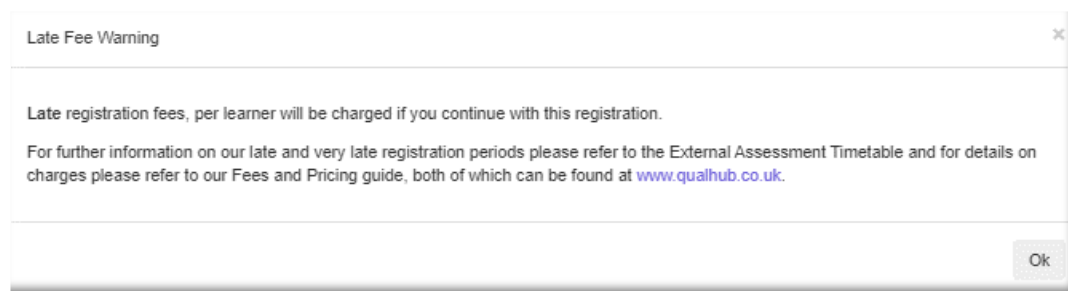 Late Fee Warning
×
Late registration fees, per learner will be charged if you continue with this registration.
For further information on our late and very late registration periods please refer to the External Assessment Timetable and for details on
charges please refer to our Fees and Pricing guide, both of which can be found at www.qualhub.co.uk.
Ok